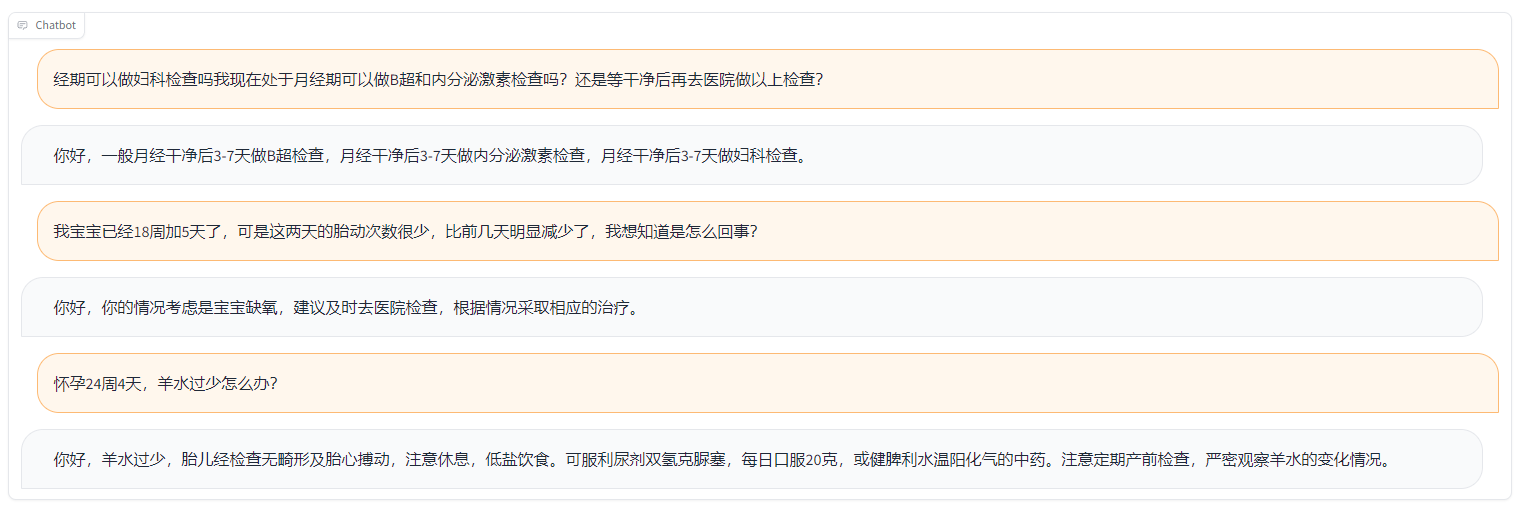 Chatbot
经期可以做妇科检查吗我现在处于月经期可以做B超和内分泌激素检查吗？还是等干净后再去医院做以上检查？
你好，一般月经干净后3-7天做B超检查，月经干净后3-7天做内分泌激素检查，月经干净后3-7天做妇科检查。
我宝宝已经18周加5天了，可是这两天的胎动次数很少，比前几天明显减少了，我想知道是怎么回事？
你好，你的情况考虑是宝宝缺氧，建议及时去医院检查，根据情况采取相应的治疗。
怀孕24周4天，羊水过少怎么办？
你好，羊水过少，胎儿经检查无畸形及胎心搏动，注意休息，低盐饮食。可服利尿剂双氢克脲塞，每日口服20克，或健脾利水温阳化气的中药。注意定期产前检查，严密观察羊水的变化情况。